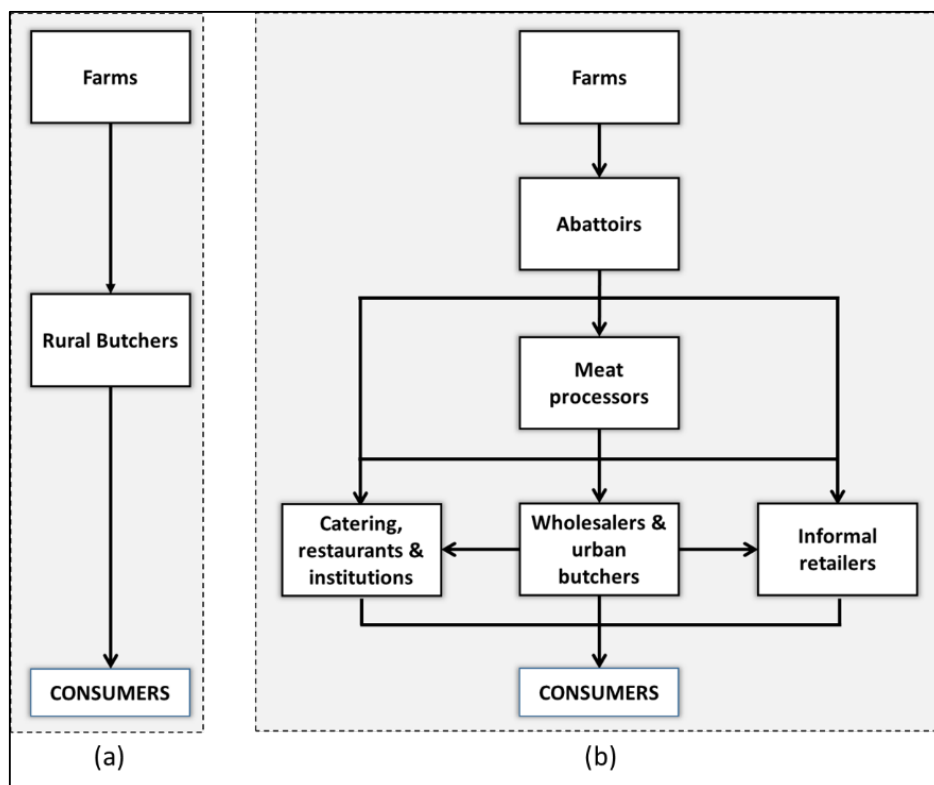 Farms
Rural Butchers
CONSUMERS
(a)
Farms
Abattoirs
Meat
processors
Catering,
restaurants &
institutions
Wholesalers &
urban
butchers
Informal
retailers
CONSUMERS
(b)